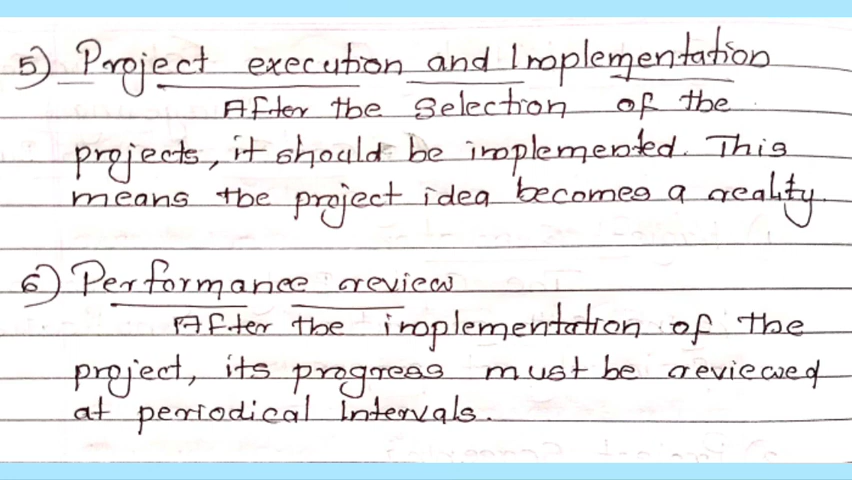 5) Project execution and Implementation
After the selection of the
projects, it should be implemented. This
means the project idea becomes a reality.
6) Performance review
After the implementation of the
project, its progress must be reviewed
at periodical intervals.